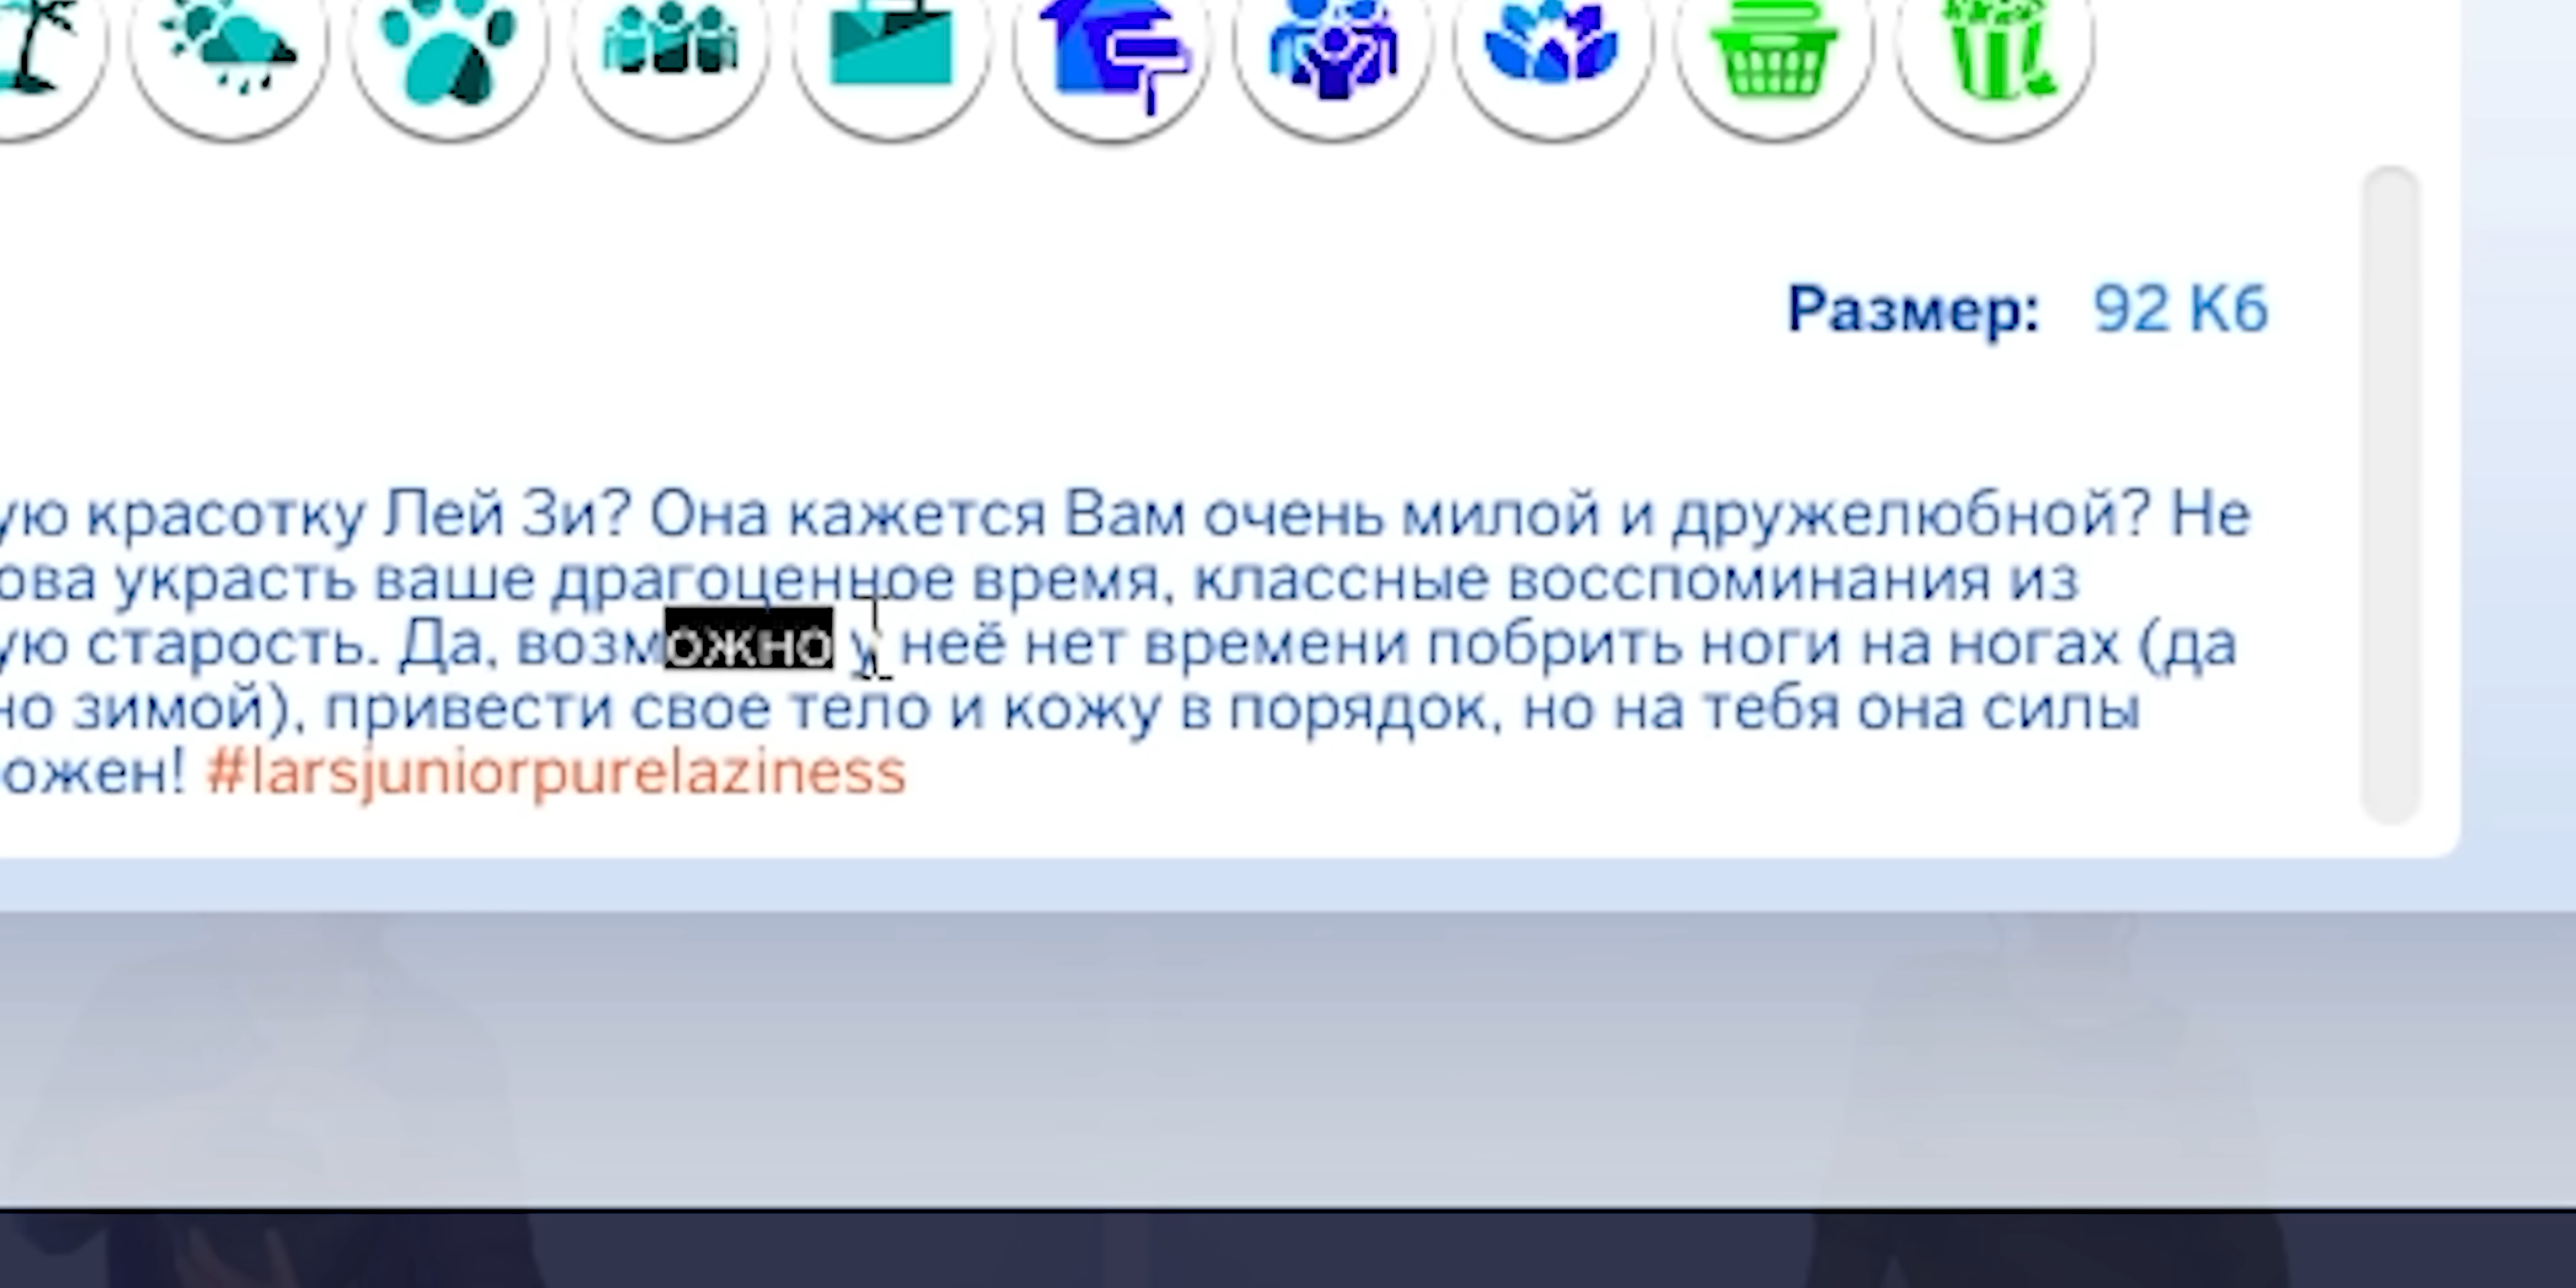 Размер: 92 Кб
ую красотку Лей Зи? Она кажется Вам очень милой и дружелюбной? Не
ова украсть ваше драгоценное время, классные восспоминания из
ую старость. Да, возможно у неё нет времени побрить ноги на ногах (да
но зимой), привести свое тело и кожу в порядок, но на тебя она силы
ожен! #larsjuniorpurelaziness